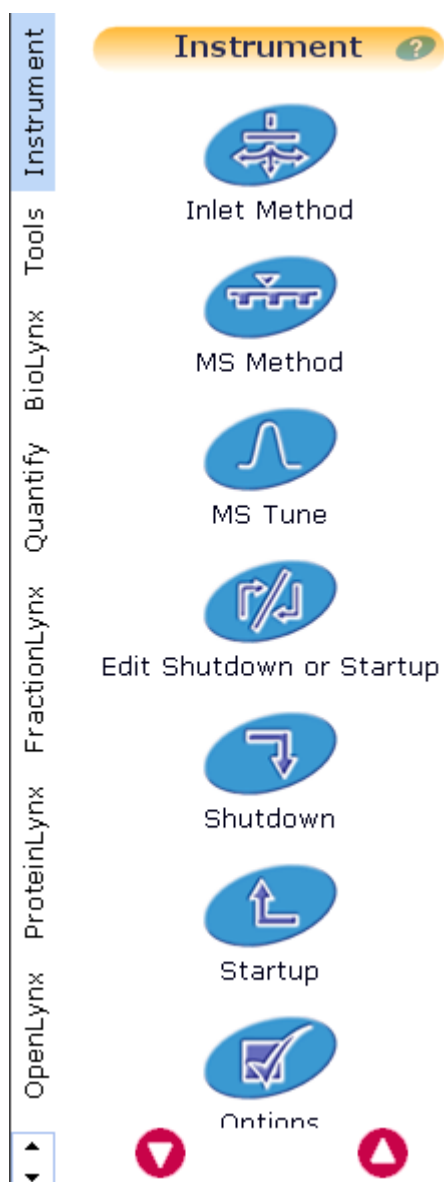 Instrument
?
Inlet Method
MS Method
MS Tune
Edit Shutdown or Startup
Shutdown
Startup
Options
Instrument
Tools
BioLynx
Quantify
FractionLynx
ProteinLynx
OpenLynx